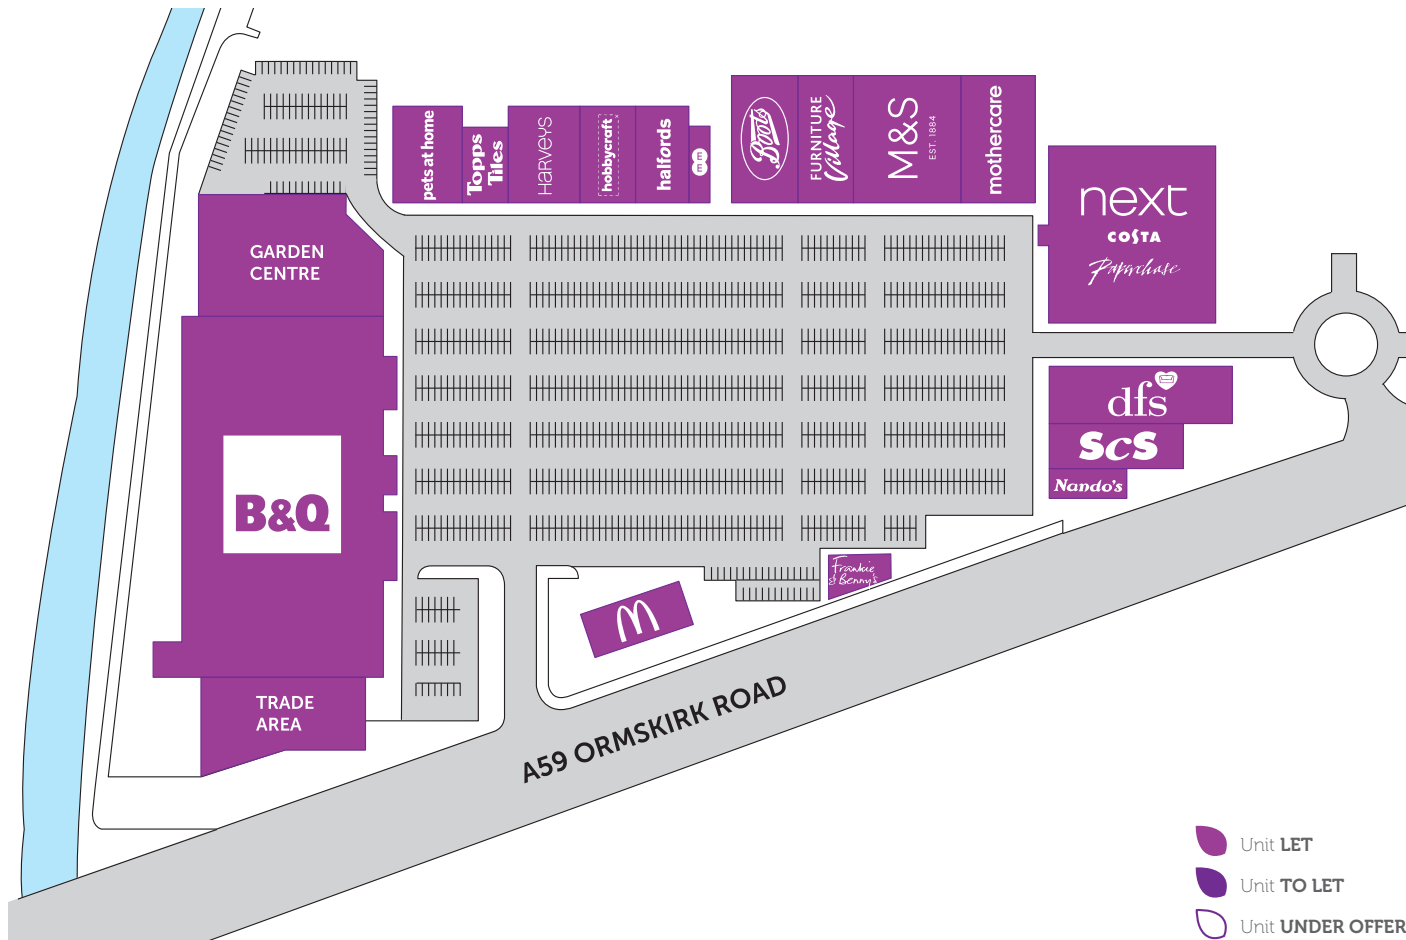 pets at home
Topps
Tiles
HARVEYS
hobbycraft
halfords
EE
Boots
FURNITURE
Village
M&S
EST. 1884
mothercare
next
COSTA
Paperchase
GARDEN
CENTRE
B&Q
TRADE
AREA
dfs
ScS
Nando's
Frankie
& Benny's
M
A59 ORMSKIRK ROAD
Unit LET
Unit TO LET
Unit UNDER OFFER